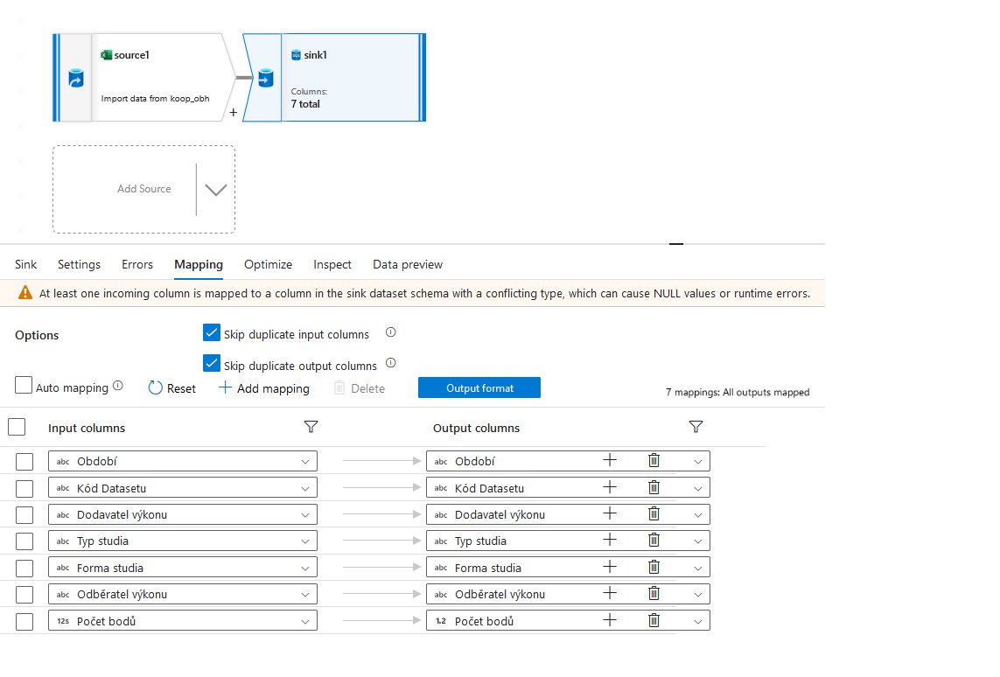 source1
Import data from koop_obh
+
sink1
Columns:
7 total
Add Source
Sink Settings Errors Mapping Optimize Inspect Data preview
At least one incoming column is mapped to a column in the sink dataset schema with a conflicting type, which can cause NULL values or runtime errors.
Options
Skip duplicate input columns
Skip duplicate output columns
Auto mapping Reset + Add mapping Delete Output format 7 mappings: All outputs mapped
Input columns Output columns
abc Období abc Období
abc Kód Datasetu abc Kód Datasetu
abc Dodavatel výkonu abc Dodavatel výkonu
abc Typ studia abc Typ studia
abc Forma studia abc Forma studia
abc Odběratel výkonu abc Odběratel výkonu
12s Počet bodů 1.2 Počet bodů